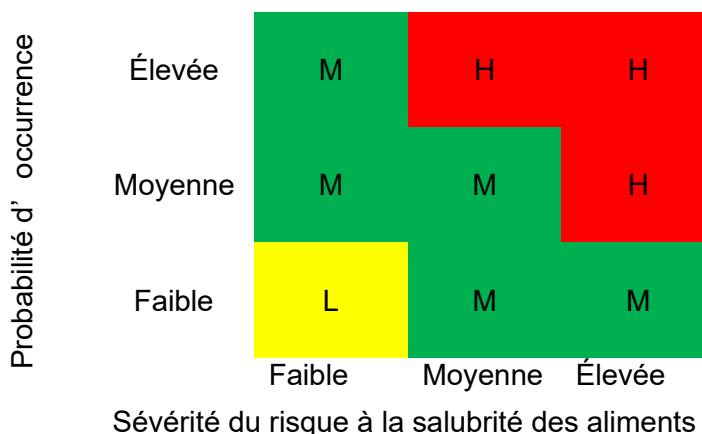 Probabilité d' occurrence
Élevée M H H
Moyenne M M H
Faible L M M
Faible Moyenne Élevée
Sévérité du risque à la salubrité des aliments